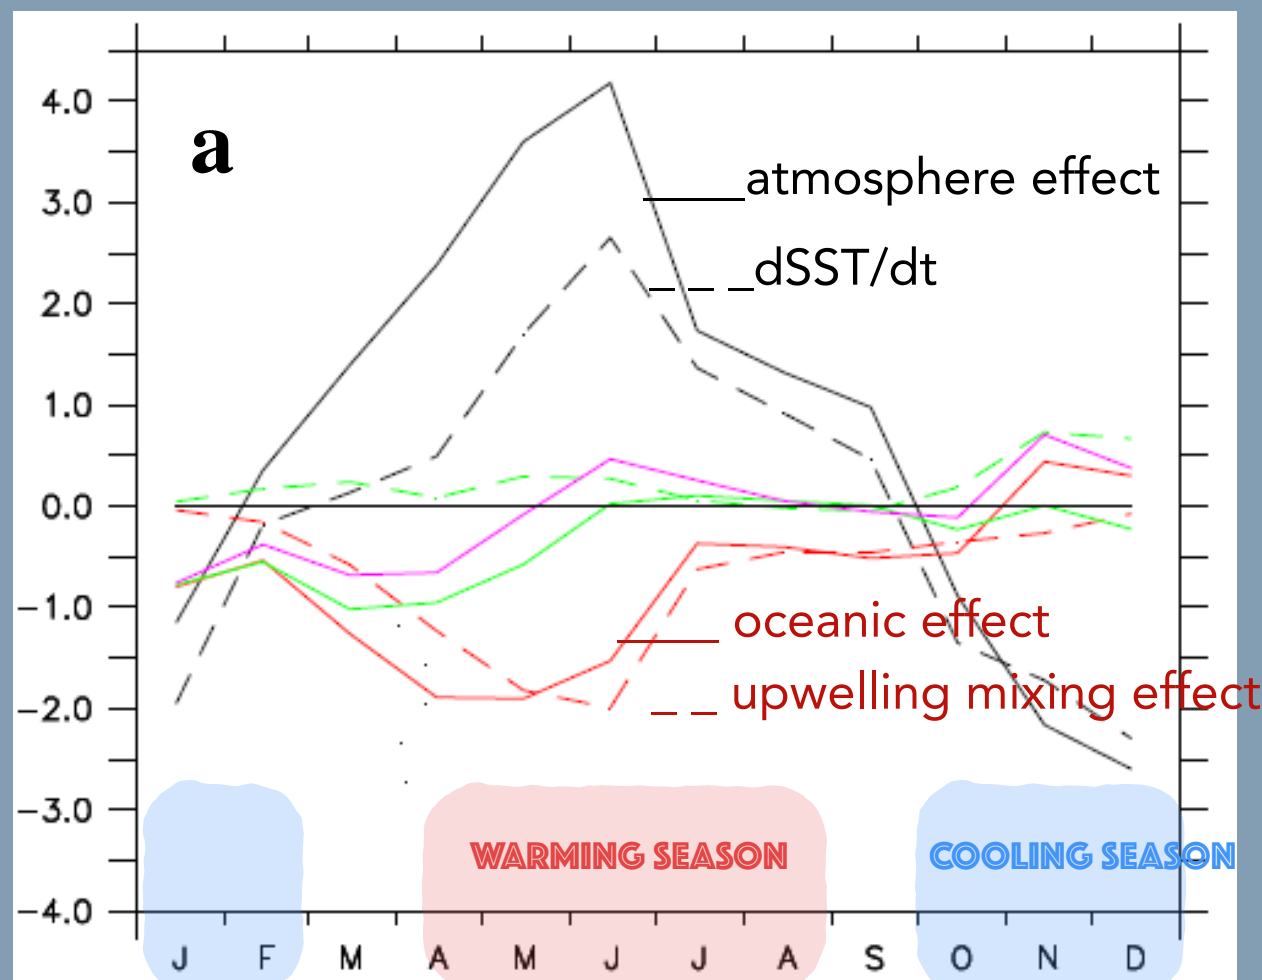 4.0
a
atmosphere effect
3.0
dSST/dt
2.0
1.0
0.0
−1.0
oceanic effect
upwelling mixing effect
−2.0
−3.0
WARMING SEASON
COOLING SEASON
−4.0
J F M A M J J A S O N D